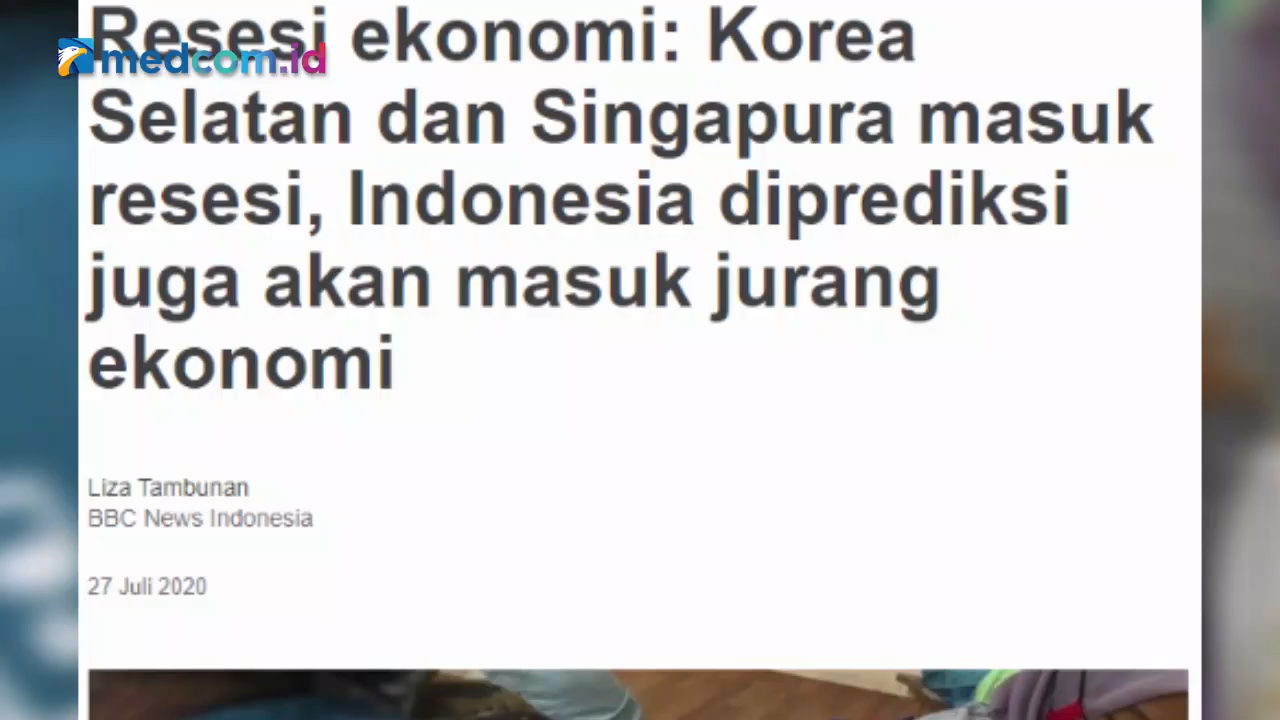 Resesi ekonomi: Korea
medcom.id
Selatan dan Singapura masuk
resesi, Indonesia diprediksi
juga akan masuk jurang
ekonomi
Liza Tambunan
BBC News Indonesia
27 Juli 2020